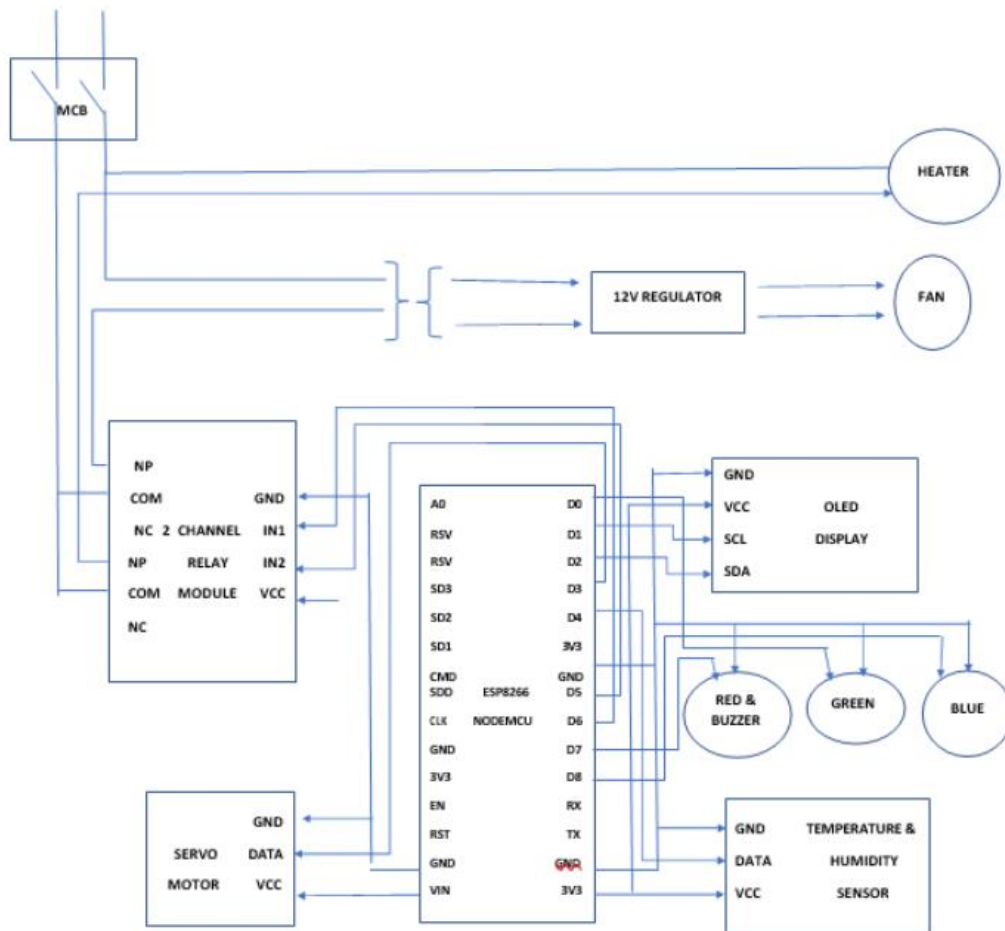 MCB
HEATER
12V REGULATOR
FAN
NP
COM
GND
NC 2 CHANNEL IN1
NP RELAY IN2
COM MODULE VCC
NC
A0 D0
RSV D1
RSV D2
SD3 D3
SD2 D4
SD1 3V3
CMD GND
SDO ESP8266 D5
CLK NODEMCU D6
GND D7
3V3 D8
EN RX
RST TX
GND GND
VIN 3V3
GND
VCC OLED
SCL DISPLAY
SDA
RED &
BUZZER
GREEN
BLUE
GND
SERVO DATA
MOTOR VCC
GND TEMPERATURE &
DATA HUMIDITY
VCC SENSOR